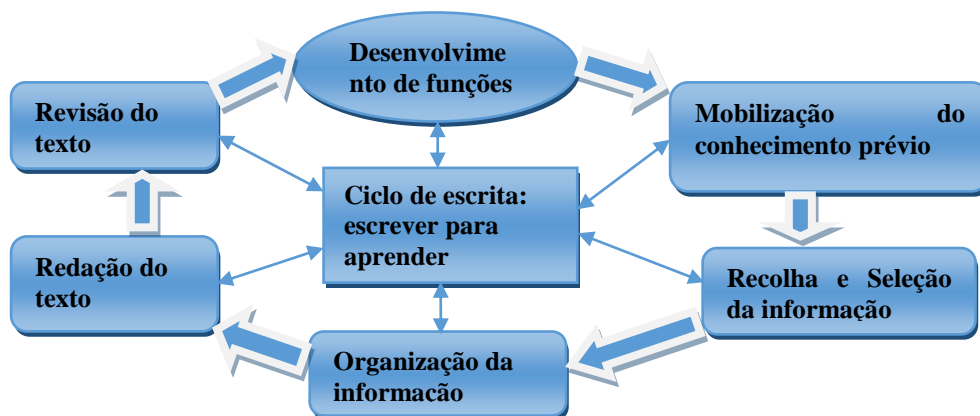 Desenvolvime
nto de funções
Mobilização do
conhecimento prévio
Recolha e Seleção
da informação
Organização da
informacão
Redação do
texto
Revisão do
texto
Ciclo de escrita:
escrever para
aprender